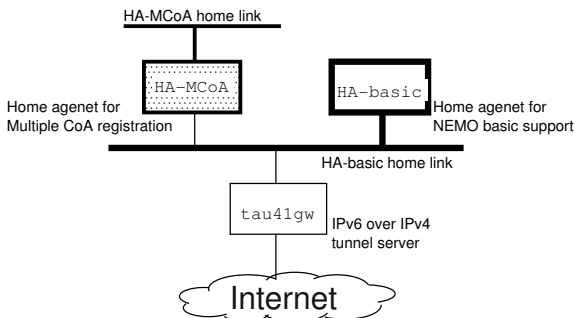 HA-MCoA home link
HA-MCoA
HA-basic
Home agenet for
Multiple CoA registration
Home agenet for
NEMO basic support
HA-basic home link
tau41gw
IPv6 over IPv4
tunnel server
Internet